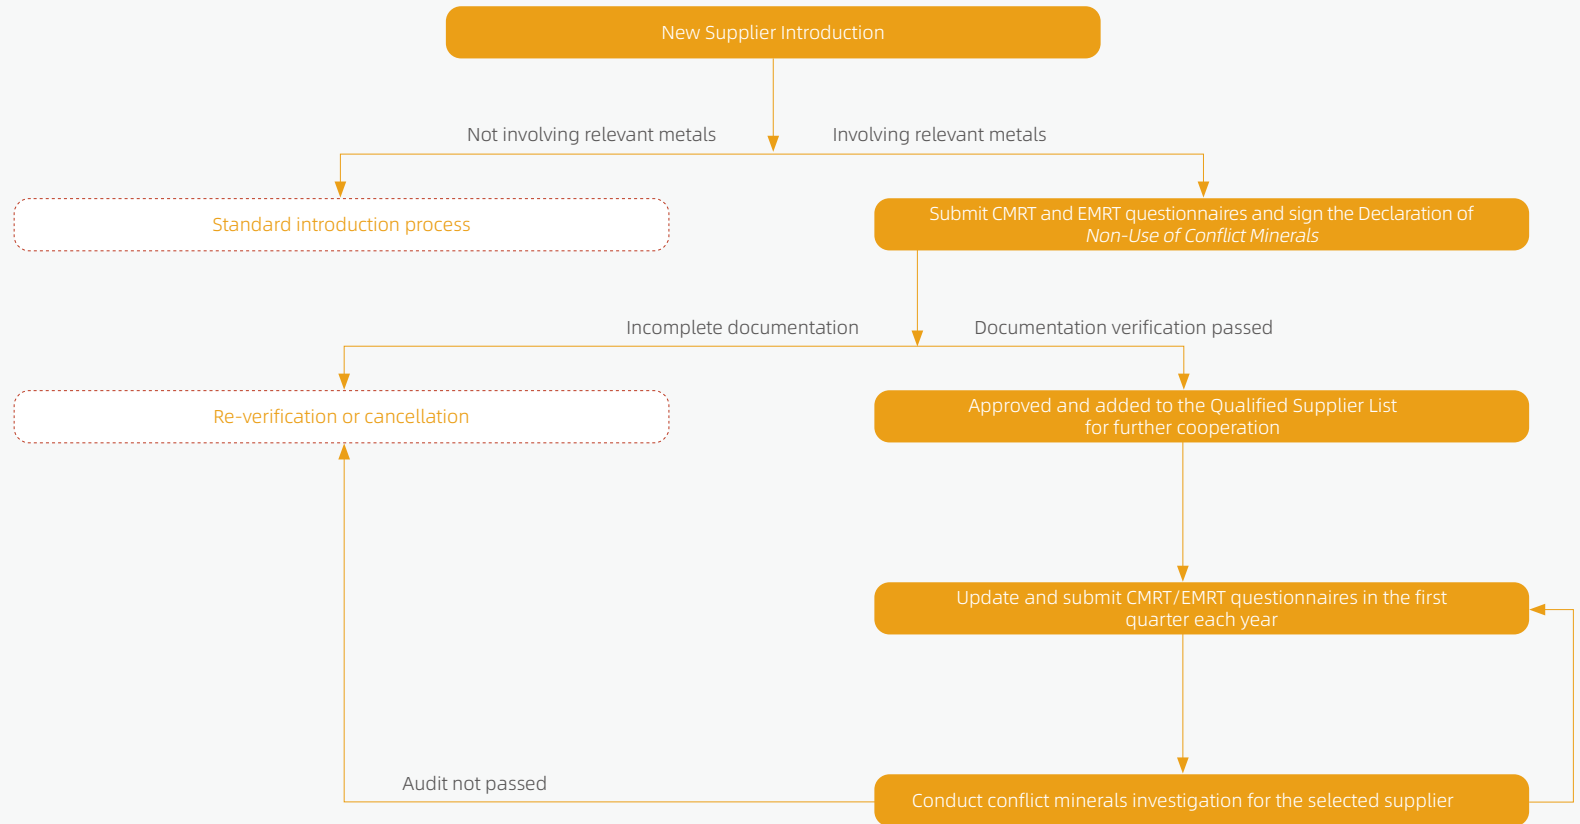 New Supplier Introduction
Not involving relevant metals
Involving relevant metals
Standard introduction process
Submit CMRT and EMRT questionnaires and sign the Declaration of
Non-Use of Conflict Minerals
Incomplete documentation
Documentation verification passed
Re-verification or cancellation
Approved and added to the Qualified Supplier List
for further cooperation
Update and submit CMRT/EMRT questionnaires in the first
quarter each year
Audit not passed
Conduct conflict minerals investigation for the selected supplier